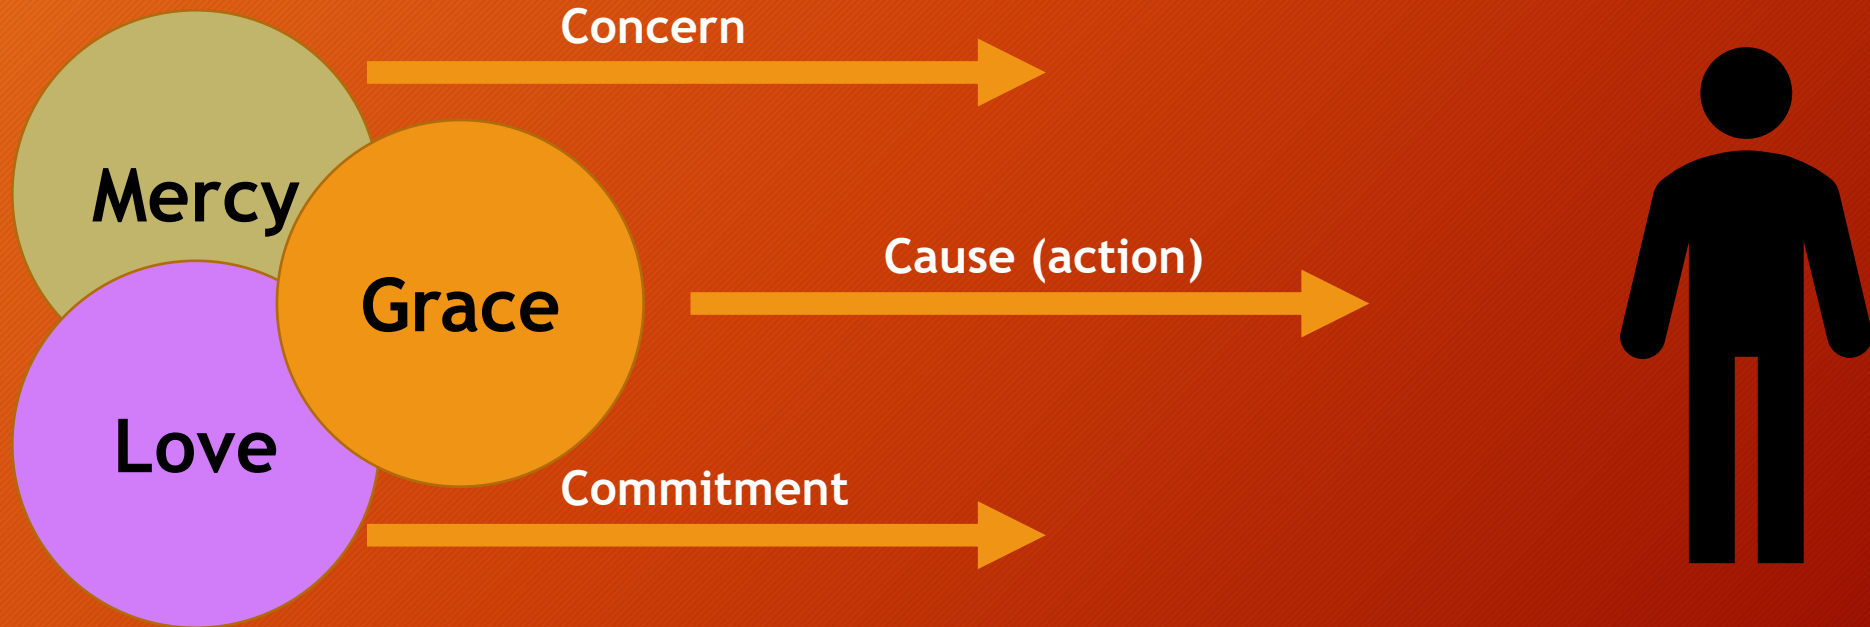 Concern
Mercy
Cause (action)
Grace
Love
Commitment